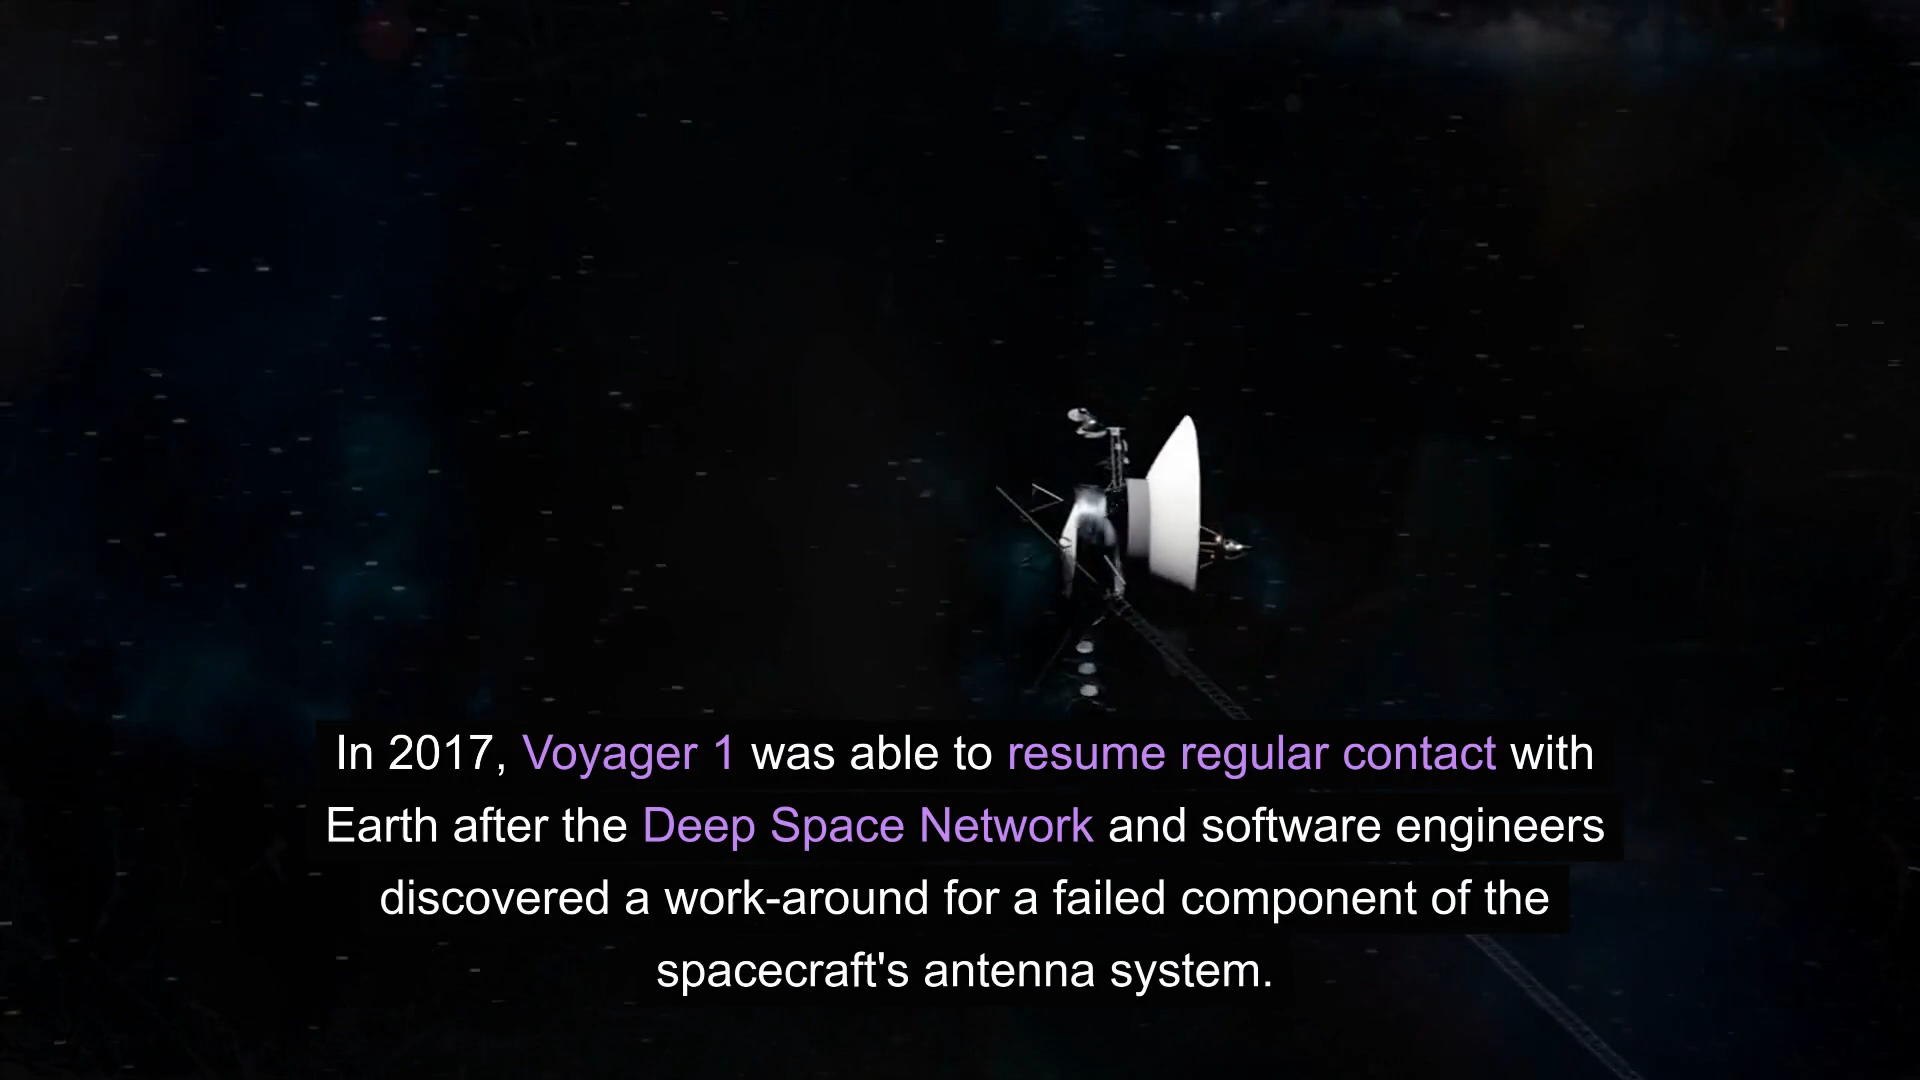 In 2017, Voyager 1 was able to resume regular contact with
Earth after the Deep Space Network and software engineers
discovered a work-around for a failed component of the
spacecraft's antenna system.